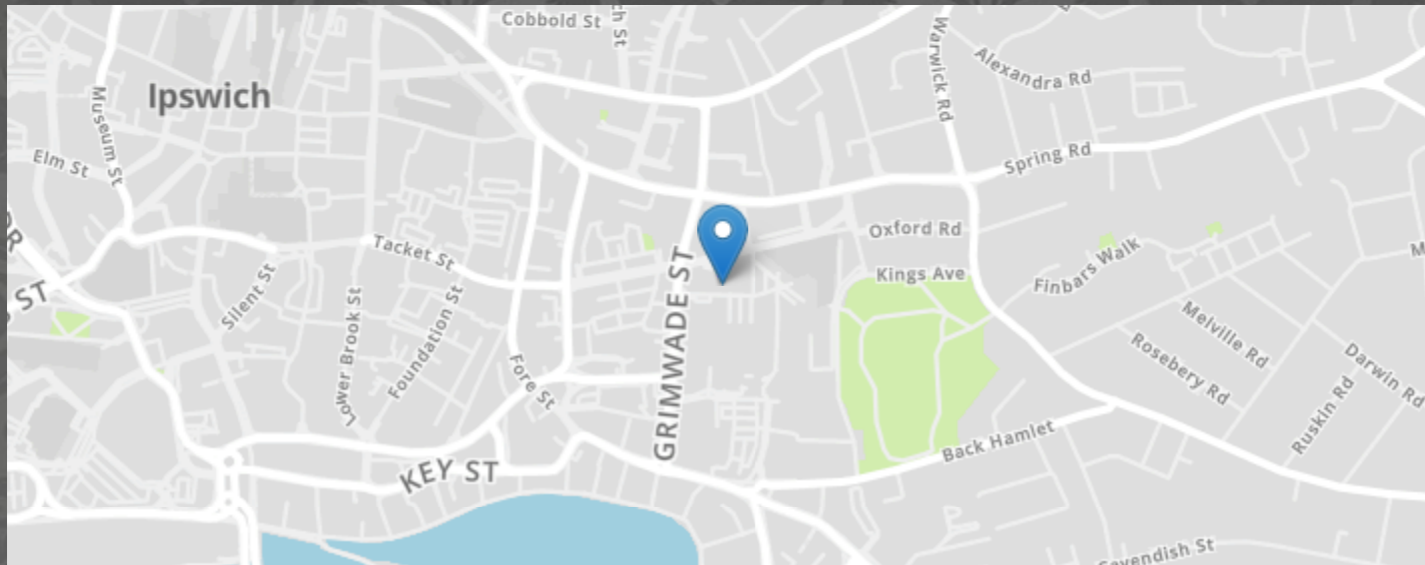 Cobbold St
ch St
Warwick Rd
Alexandra Rd
Ipswich
Museum St
Elm St
Spring Rd
Oxford Rd
Tacket St
Kings Ave
Finbars Walk
Silent St
GRIMWADE ST
ST
Lower Brook St
Foundation St
Melville Rd
Rosebery Rd
Darwin Rd
Fore St
Ruskin Rd
Back Hamlet
KEY ST
Cavendish St